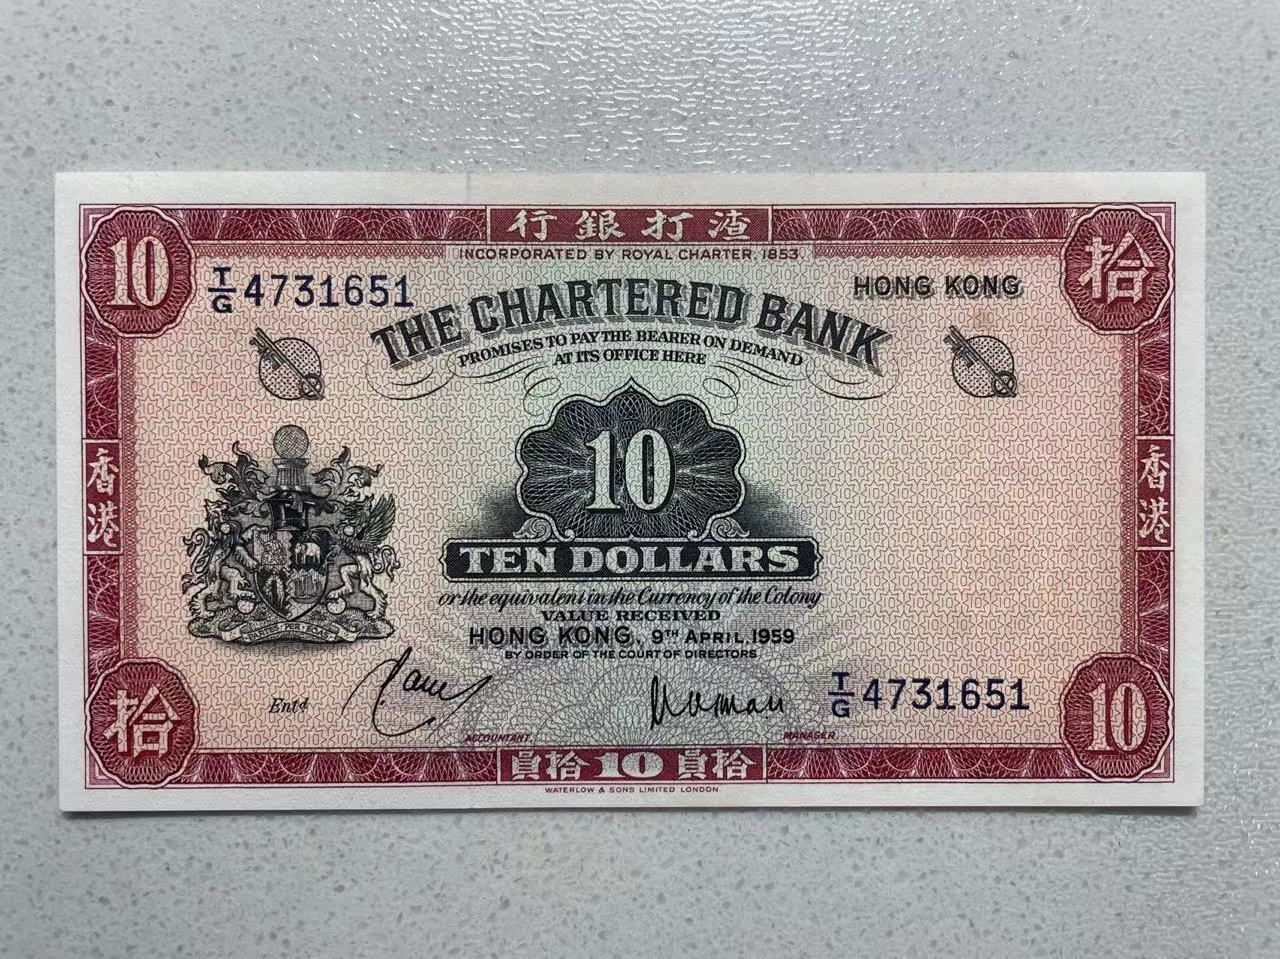 行銀打渣
INCORPORATED BY ROYAL CHARTER, 1853.
10
拾
T/G 4731651
HONG KONG
THE CHARTERED BANK
PROMISES TO PAY THE BEARER ON DEMAND
AT ITS OFFICE HERE
香港
10
香港
TEN DOLLARS
or the equivalent in the Currency of the Colony
VALUE RECEIVED
HONG KONG, 9TH APRIL, 1959
BY ORDER OF THE COURT OF DIRECTORS
T/G 4731651
Entd
ACCOUNTANT.
MANAGER.
拾
10
員拾 10 員拾
WATERLOW & SONS LIMITED LONDON